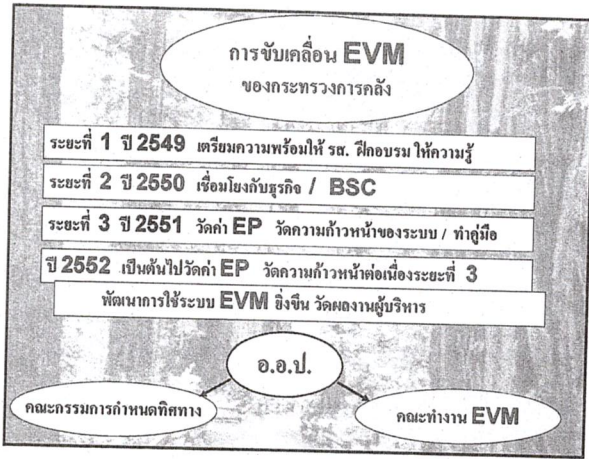 การขับเคลื่อน EVM
ของกระทรวงการคลัง
ระยะที่ 1 ปี 2549 เตรียมความพร้อมให้ รส. ฝึกอบรม ให้ความรู้
ระยะที่ 2 ปี 2550 เชื่อมโยงกับธุรกิจ / BSC
ระยะที่ 3 ปี 2551 วัดค่า EP วัดความก้าวหน้าของระบบ / ทำคู่มือ
ปี 2552 เป็นต้นไปวัดค่า EP วัดความก้าวหน้าต่อเนื่องระยะที่ 3
พัฒนาการใช้ระบบ EVM ยิ่งขึ้น วัดผลงานผู้บริหาร
อ.อ.ป.
คณะกรรมการกำหนดทิศทาง
คณะทำงาน EVM